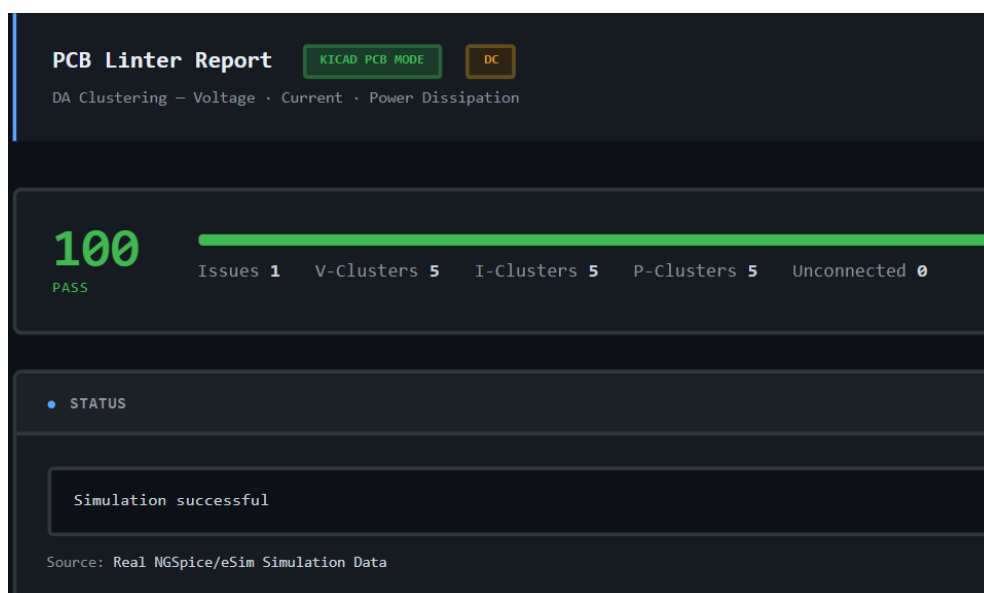 PCB Linter Report KICAD PCB MODE DC
DA Clustering — Voltage · Current · Power Dissipation
100
PASS
Issues 1 V-Clusters 5 I-Clusters 5 P-Clusters 5 Unconnected 0
STATUS
Simulation successful
Source: Real NGSpice/eSim Simulation Data